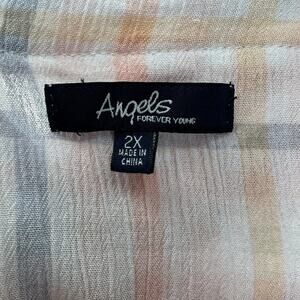 Angels
FOREVER YOUNG
2X
MADE IN
CHINA